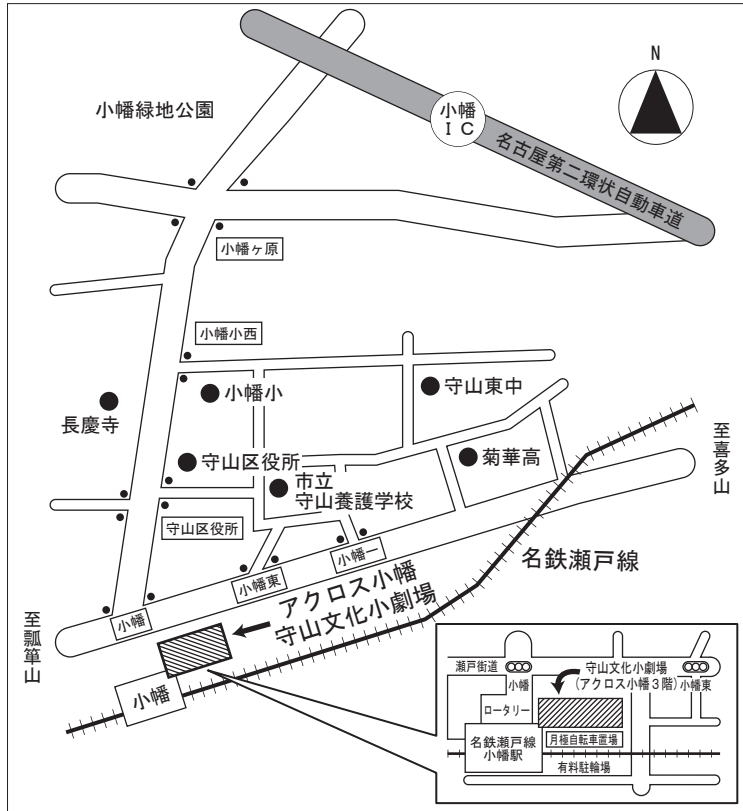 N
小幡緑地公園
小幡
ＩＣ
名古屋第二環状自動車道
小幡ヶ原
小幡小西
小幡小
守山東中
長慶寺
守山区役所
市立
守山養護学校
菊華高
至喜多山
守山区役所
小幡一
小幡東
名鉄瀬戸線
アクロス小幡
守山文化小劇場
小幡
至瓢箪山
小幡
瀬戸街道
小幡
守山文化小劇場
(アクロス小幡３階)
小幡東
ロータリー
名鉄瀬戸線
小幡駅
月極自転車置場
有料駐輪場